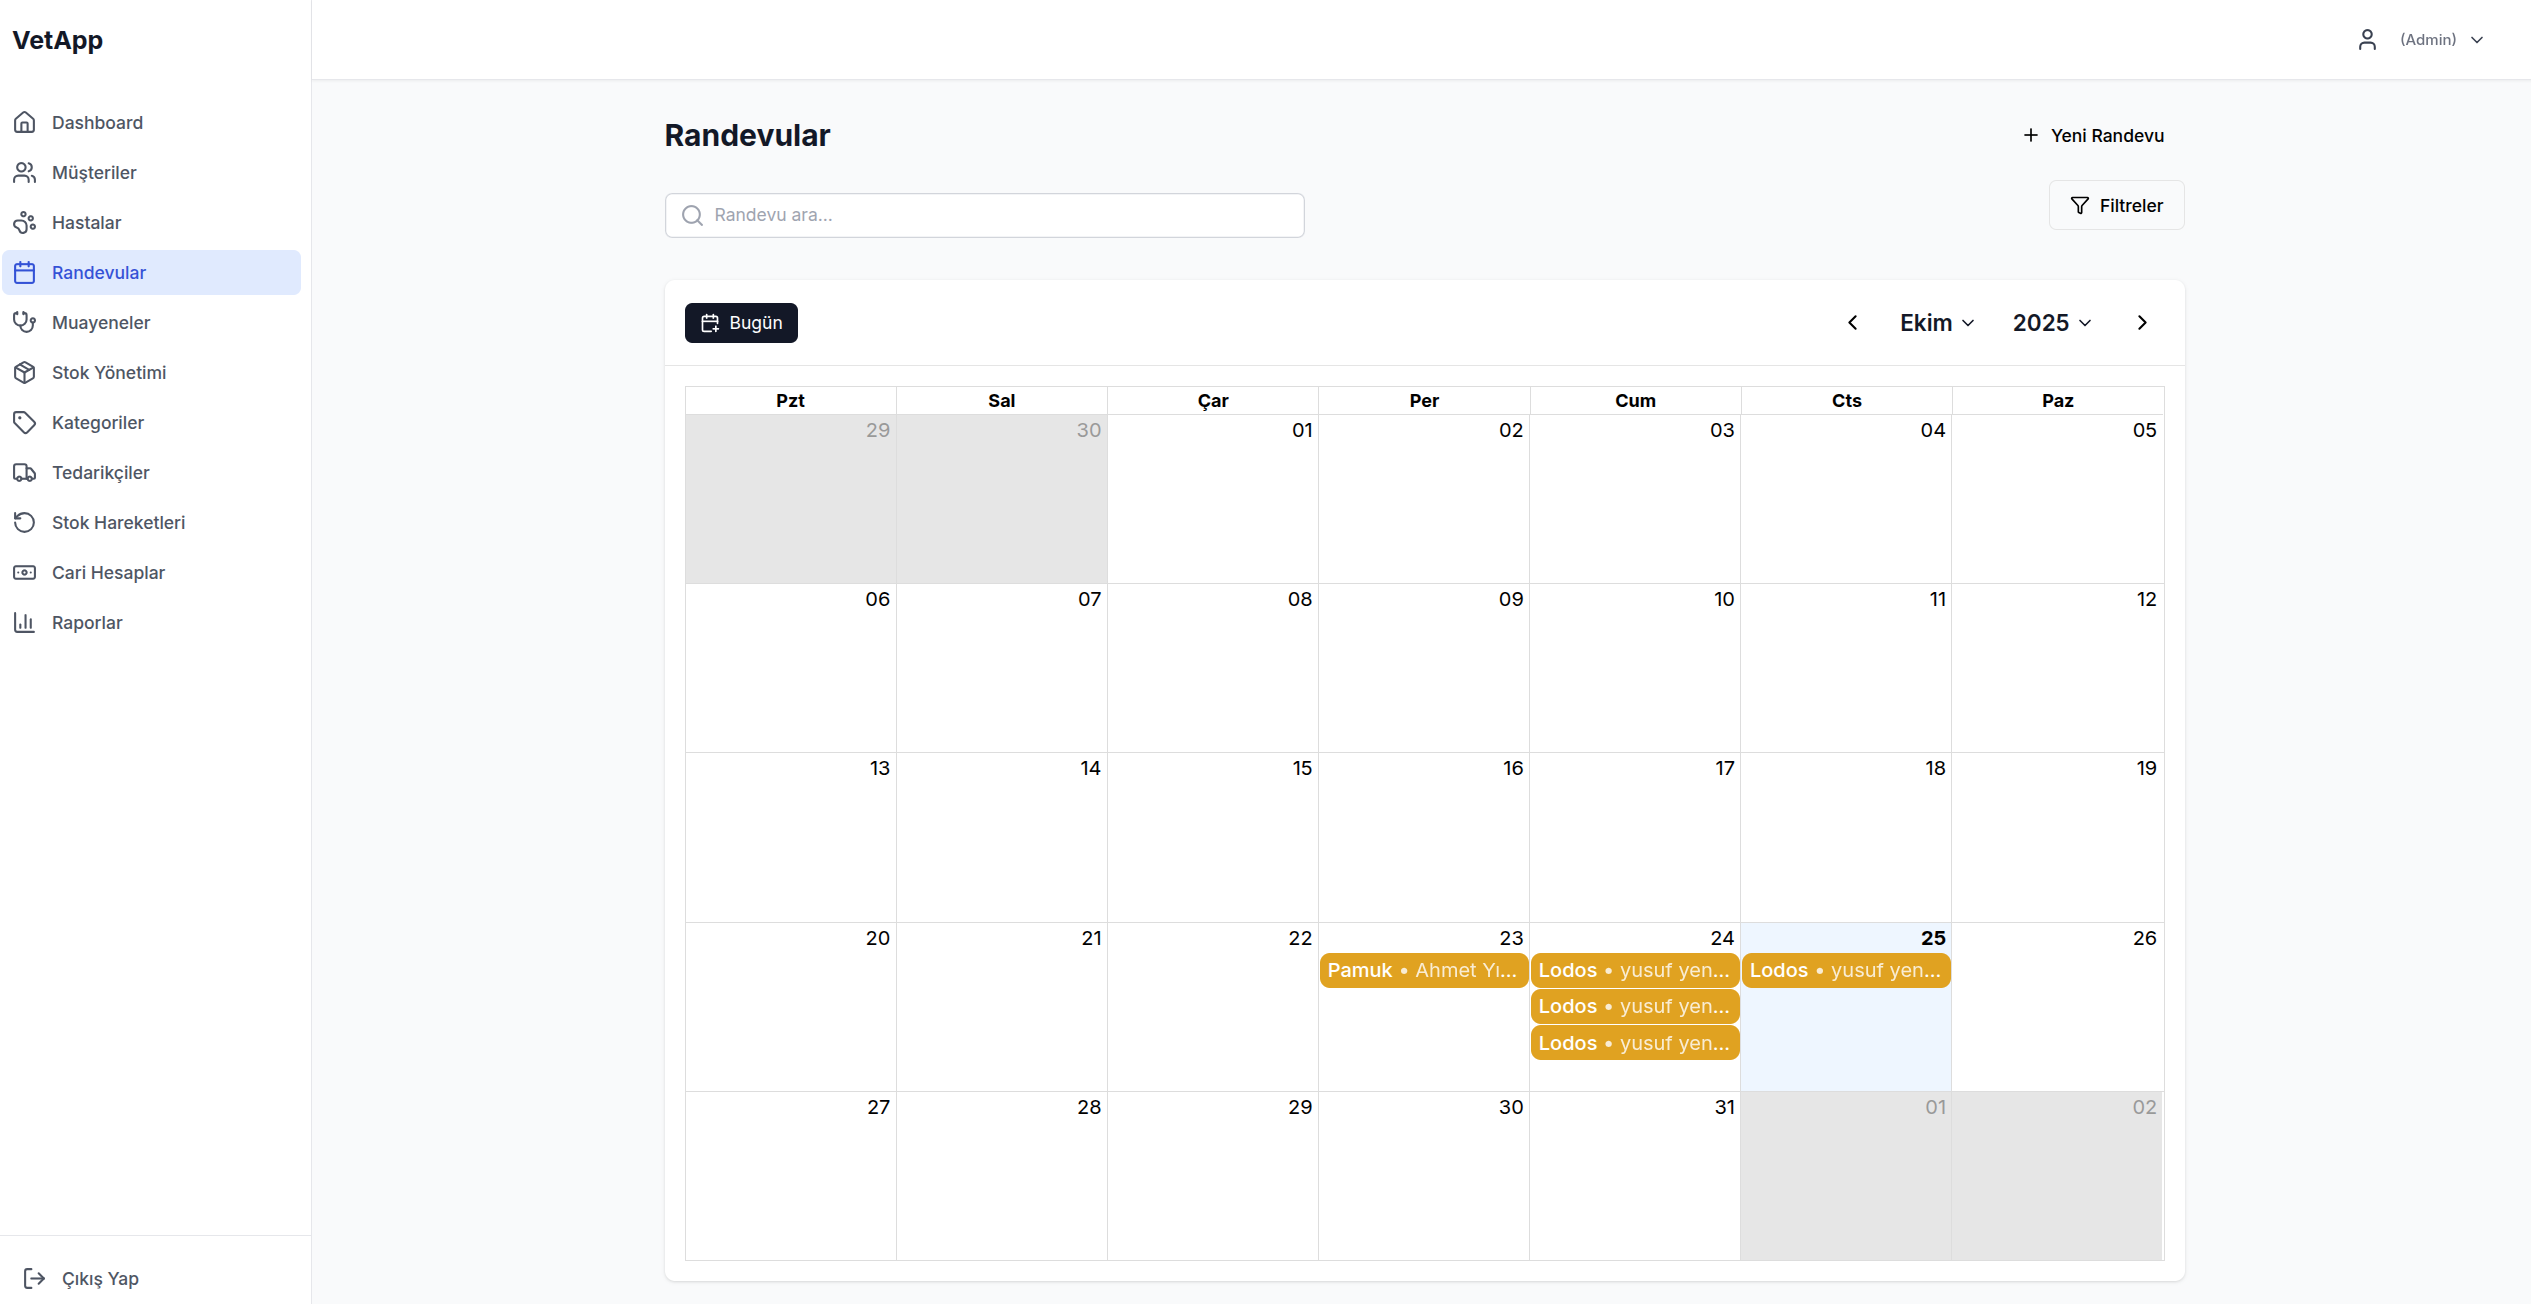 VetApp
(Admin)
Dashboard
Müşteriler
Hastalar
Randevular
Muayeneler
Stok Yönetimi
Kategoriler
Tedarikçiler
Stok Hareketleri
Cari Hesaplar
Raporlar
Çıkış Yap
Randevular
Yeni Randevu
Randevu ara...
Filtreler
Bugün
Ekim 2025
Pzt Sal Çar Per Cum Cts Paz
29 30 01 02 03 04 05
06 07 08 09 10 11 12
13 14 15 16 17 18 19
20 21 22 23 24 25 26
Pamuk • Ahmet Yı... Lodos • yusuf yen... Lodos • yusuf yen...
Lodos • yusuf yen...
Lodos • yusuf yen...
27 28 29 30 31 01 02